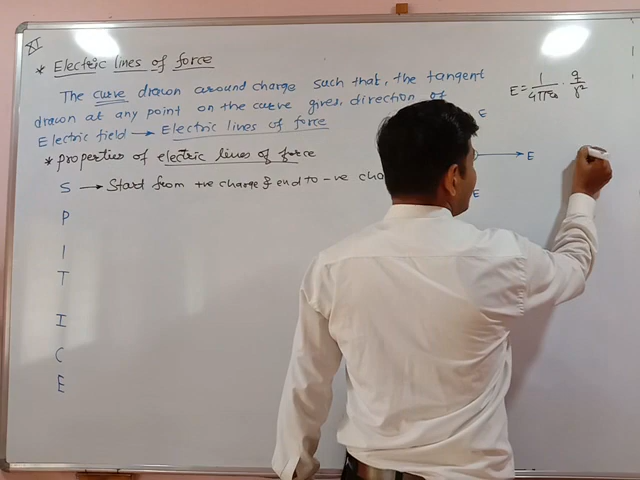 XI
* Electric lines of force
The curve drawn around charge such that, the tangent
drawn at any point on the curve gives direction of
Electric field → Electric lines of force
* properties of electric lines of force
S → Start from +ve charge & end to -ve cha
P
I
T
I
C
E
E = 1/4πε₀ · q/r²
E
E
E